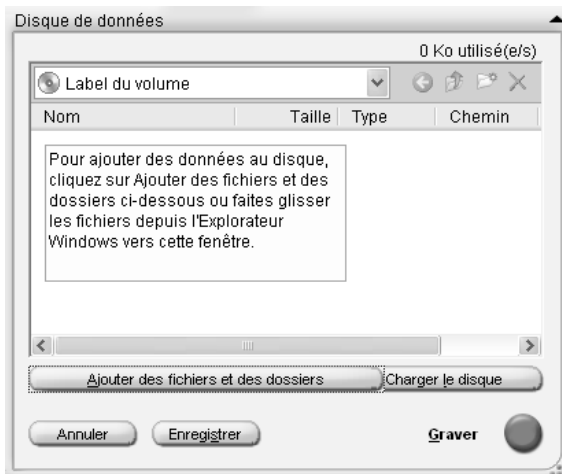 Disque de données
0 Ko utilisé(e/s)
Label du volume
Nom Taille Type Chemin
Pour ajouter des données au disque,
cliquez sur Ajouter des fichiers et des
dossiers ci-dessous ou faites glisser
les fichiers depuis l'Explorateur
Windows vers cette fenêtre.
Ajouter des fichiers et des dossiers Charger le disque
Annuler Enregistrer Graver